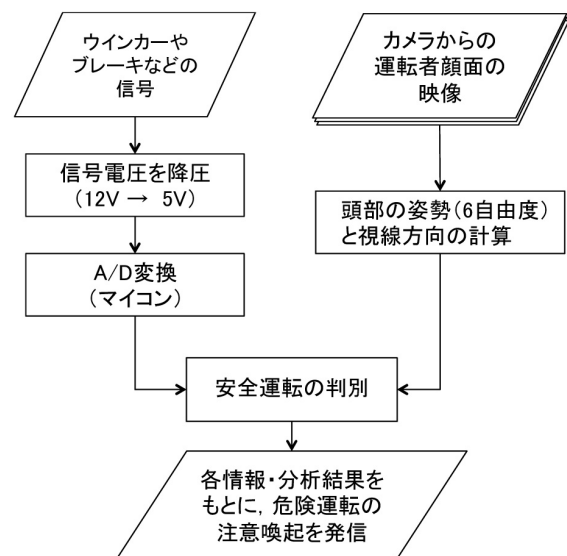 ウインカーや
ブレーキなどの
信号
カメラからの
運転者顔面の
映像
信号電圧を降圧
(12V → 5V)
頭部の姿勢(6自由度)
と視線方向の計算
A/D変換
(マイコン)
安全運転の判別
各情報・分析結果を
もとに, 危険運転の
注意喚起を発信